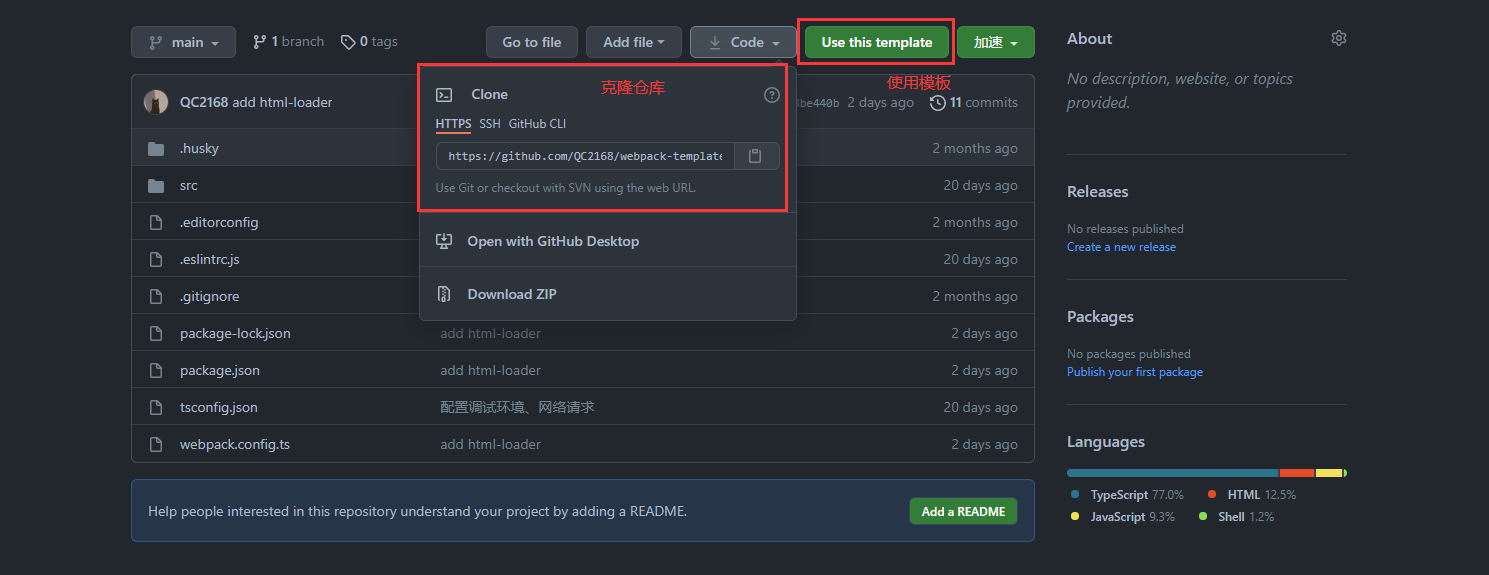 main
1 branch
0 tags
Go to file
Add file
Code
Use this template
加速
使用模板
QC2168 add html-loader
be440b 2 days ago
11 commits
Clone
克隆仓库
HTTPS SSH GitHub CLI
https://github.com/QC2168/webpack-template
Use Git or checkout with SVN using the web URL.
Open with GitHub Desktop
Download ZIP
.husky
2 months ago
src
20 days ago
.editorconfig
2 months ago
.eslintrc.js
20 days ago
.gitignore
2 months ago
package-lock.json
add html-loader
2 days ago
package.json
add html-loader
2 days ago
tsconfig.json
配置调试环境、网络请求
20 days ago
webpack.config.ts
add html-loader
2 days ago
Help people interested in this repository understand your project by adding a README.
Add a README
About
No description, website, or topics
provided.
Releases
No releases published
Create a new release
Packages
No packages published
Publish your first package
Languages
TypeScript 77.0%
HTML 12.5%
JavaScript 9.3%
Shell 1.2%